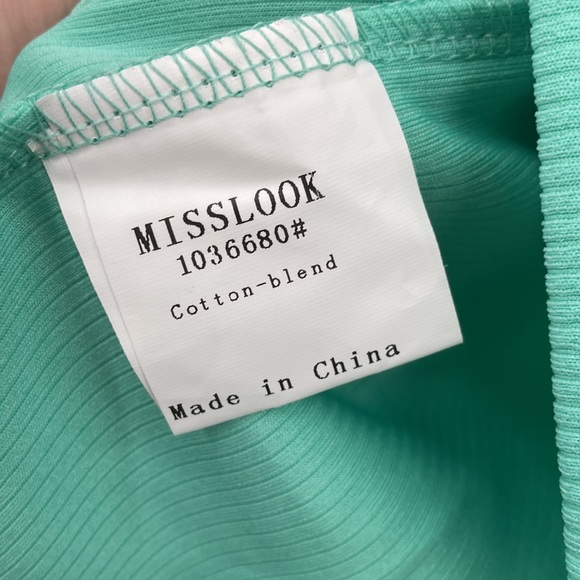 MISSLOOK
1036680#
Cotton-blend
Made in China